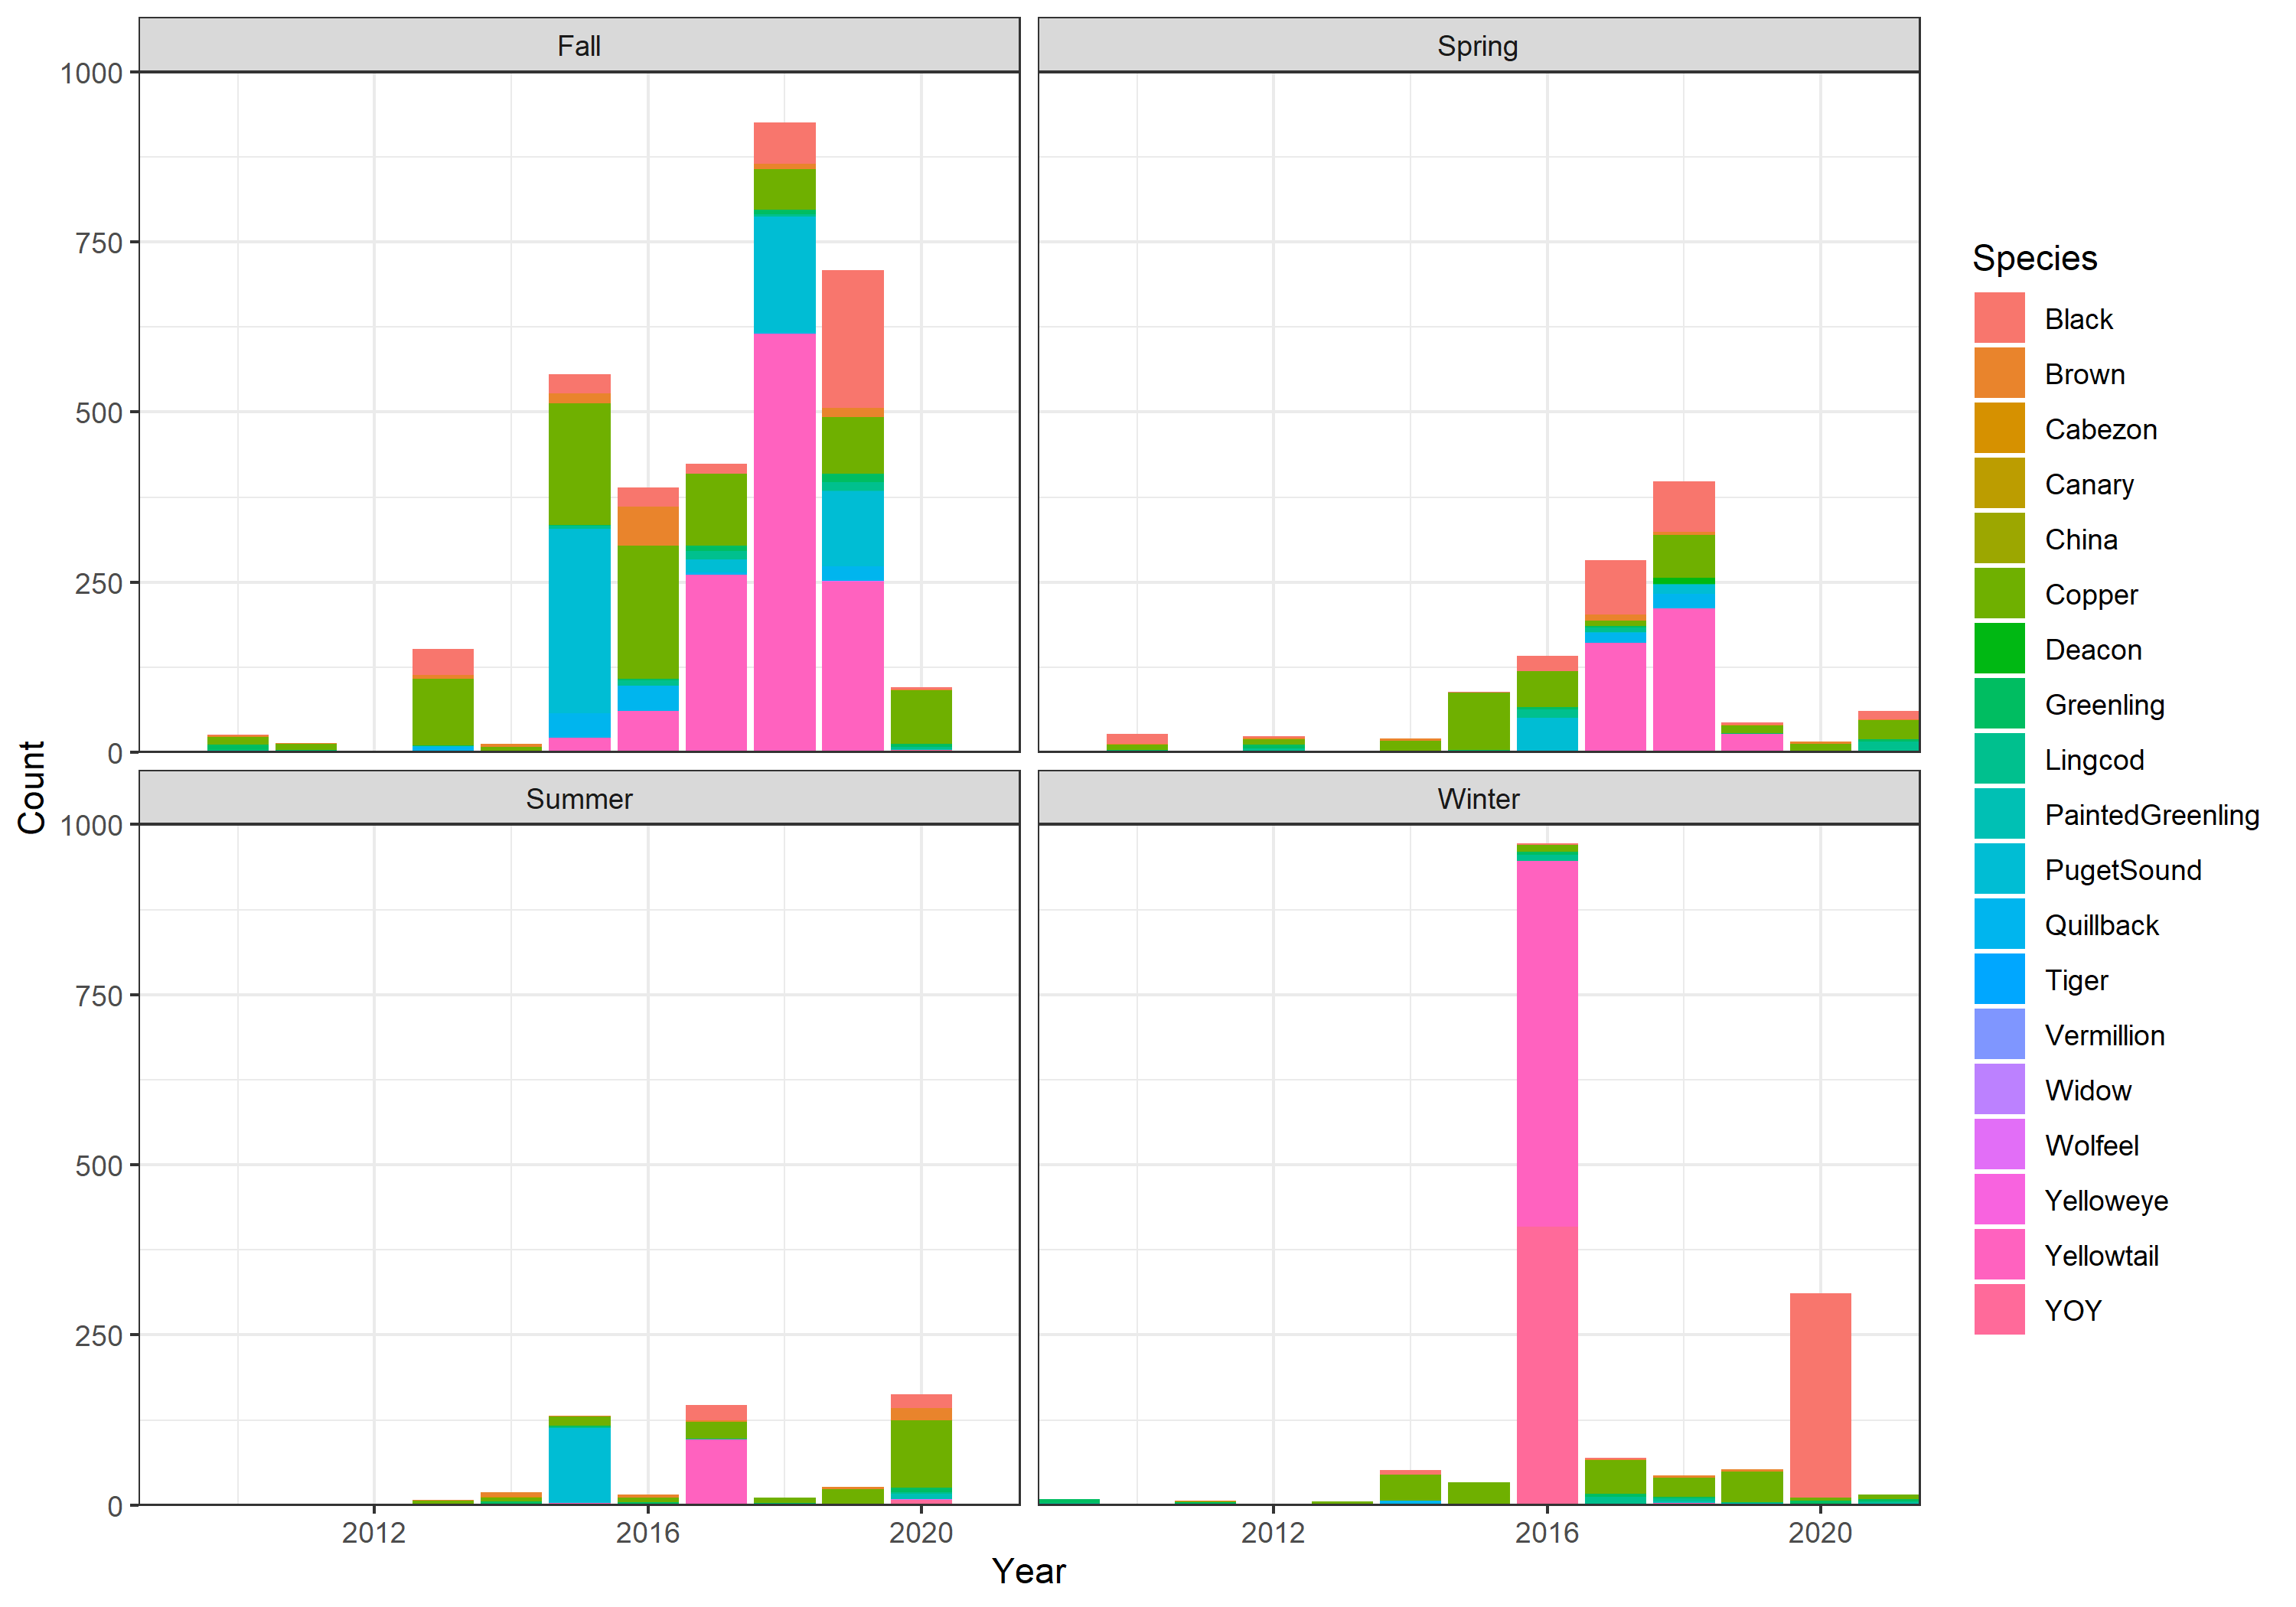 Fall
Spring
1000
750
500
250
0
Summer
Winter
1000
750
500
250
0
2012
2016
2020
2012
2016
2020
Count
Year
Species
Black
Brown
Cabezon
Canary
China
Copper
Deacon
Greenling
Lingcod
PaintedGreenling
PugetSound
Quillback
Tiger
Vermillion
Widow
Wolfeel
Yelloweye
Yellowtail
YOY